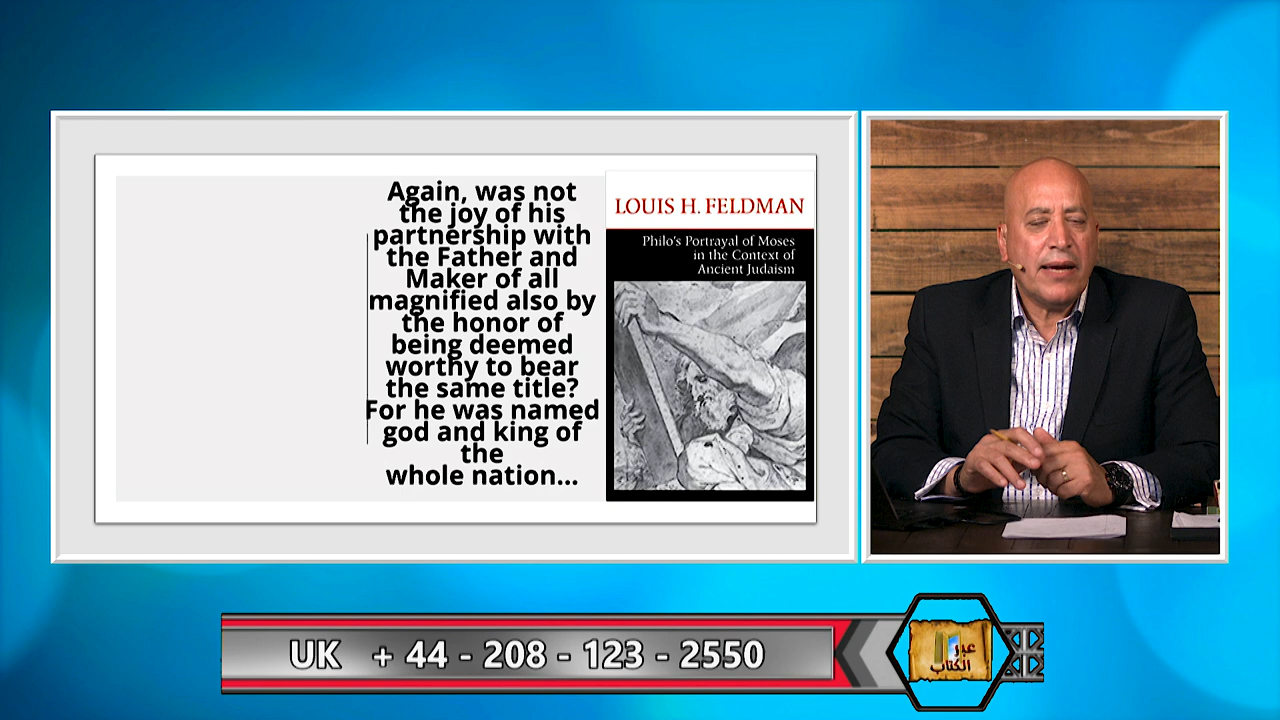 Again, was not
the joy of his
partnership with
the Father and
Maker of all
magnified also by
the honor of
being deemed
worthy to bear
the same title?
For he was named
god and king of
the
whole nation...
LOUIS H. FELDMAN
Philo's Portrayal of Moses
in the Context of
Ancient Judaism
UK + 44 - 208 - 123 - 2550
عبر
الكتاب